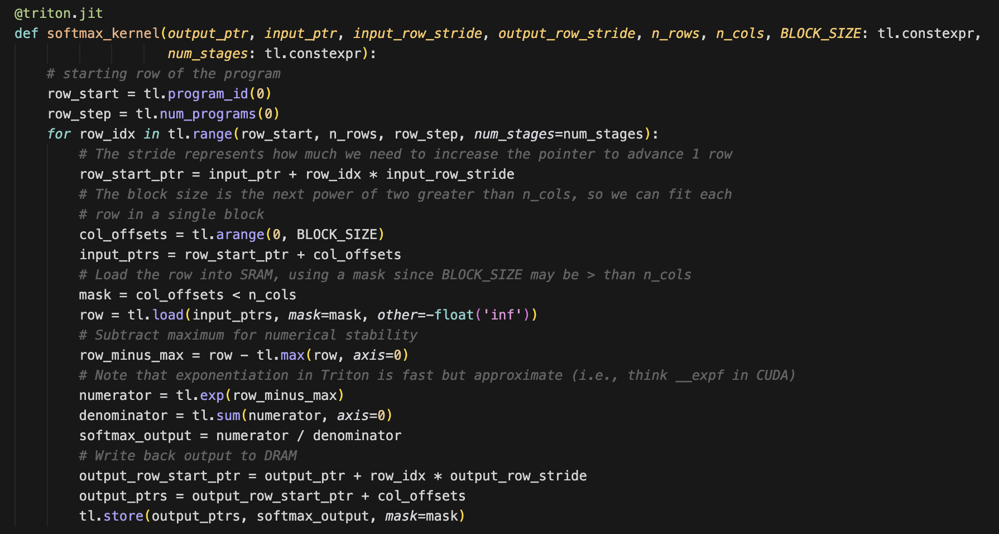 @triton.jit
def softmax_kernel(output_ptr, input_ptr, input_row_stride, output_row_stride, n_rows, n_cols, BLOCK_SIZE: tl.constexpr,
                   num_stages: tl.constexpr):
    # starting row of the program
    row_start = tl.program_id(0)
    row_step = tl.num_programs(0)
    for row_idx in tl.range(row_start, n_rows, row_step, num_stages=num_stages):
        # The stride represents how much we need to increase the pointer to advance 1 row
        row_start_ptr = input_ptr + row_idx * input_row_stride
        # The block size is the next power of two greater than n_cols, so we can fit each
        # row in a single block
        col_offsets = tl.arange(0, BLOCK_SIZE)
        input_ptrs = row_start_ptr + col_offsets
        # Load the row into SRAM, using a mask since BLOCK_SIZE may be > than n_cols
        mask = col_offsets < n_cols
        row = tl.load(input_ptrs, mask=mask, other=-float('inf'))
        # Subtract maximum for numerical stability
        row_minus_max = row - tl.max(row, axis=0)
        # Note that exponentiation in Triton is fast but approximate (i.e., think __expf in CUDA)
        numerator = tl.exp(row_minus_max)
        denominator = tl.sum(numerator, axis=0)
        softmax_output = numerator / denominator
        # Write back output to DRAM
        output_row_start_ptr = output_ptr + row_idx * output_row_stride
        output_ptrs = output_row_start_ptr + col_offsets
        tl.store(output_ptrs, softmax_output, mask=mask)